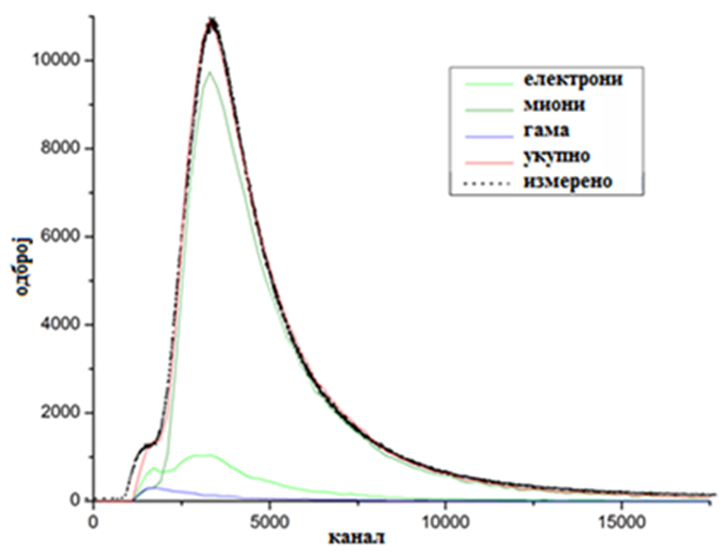 10000
8000
6000
4000
2000
0
одброј
електрони
миони
гама
укупно
измерено
0
5000
10000
15000
канал